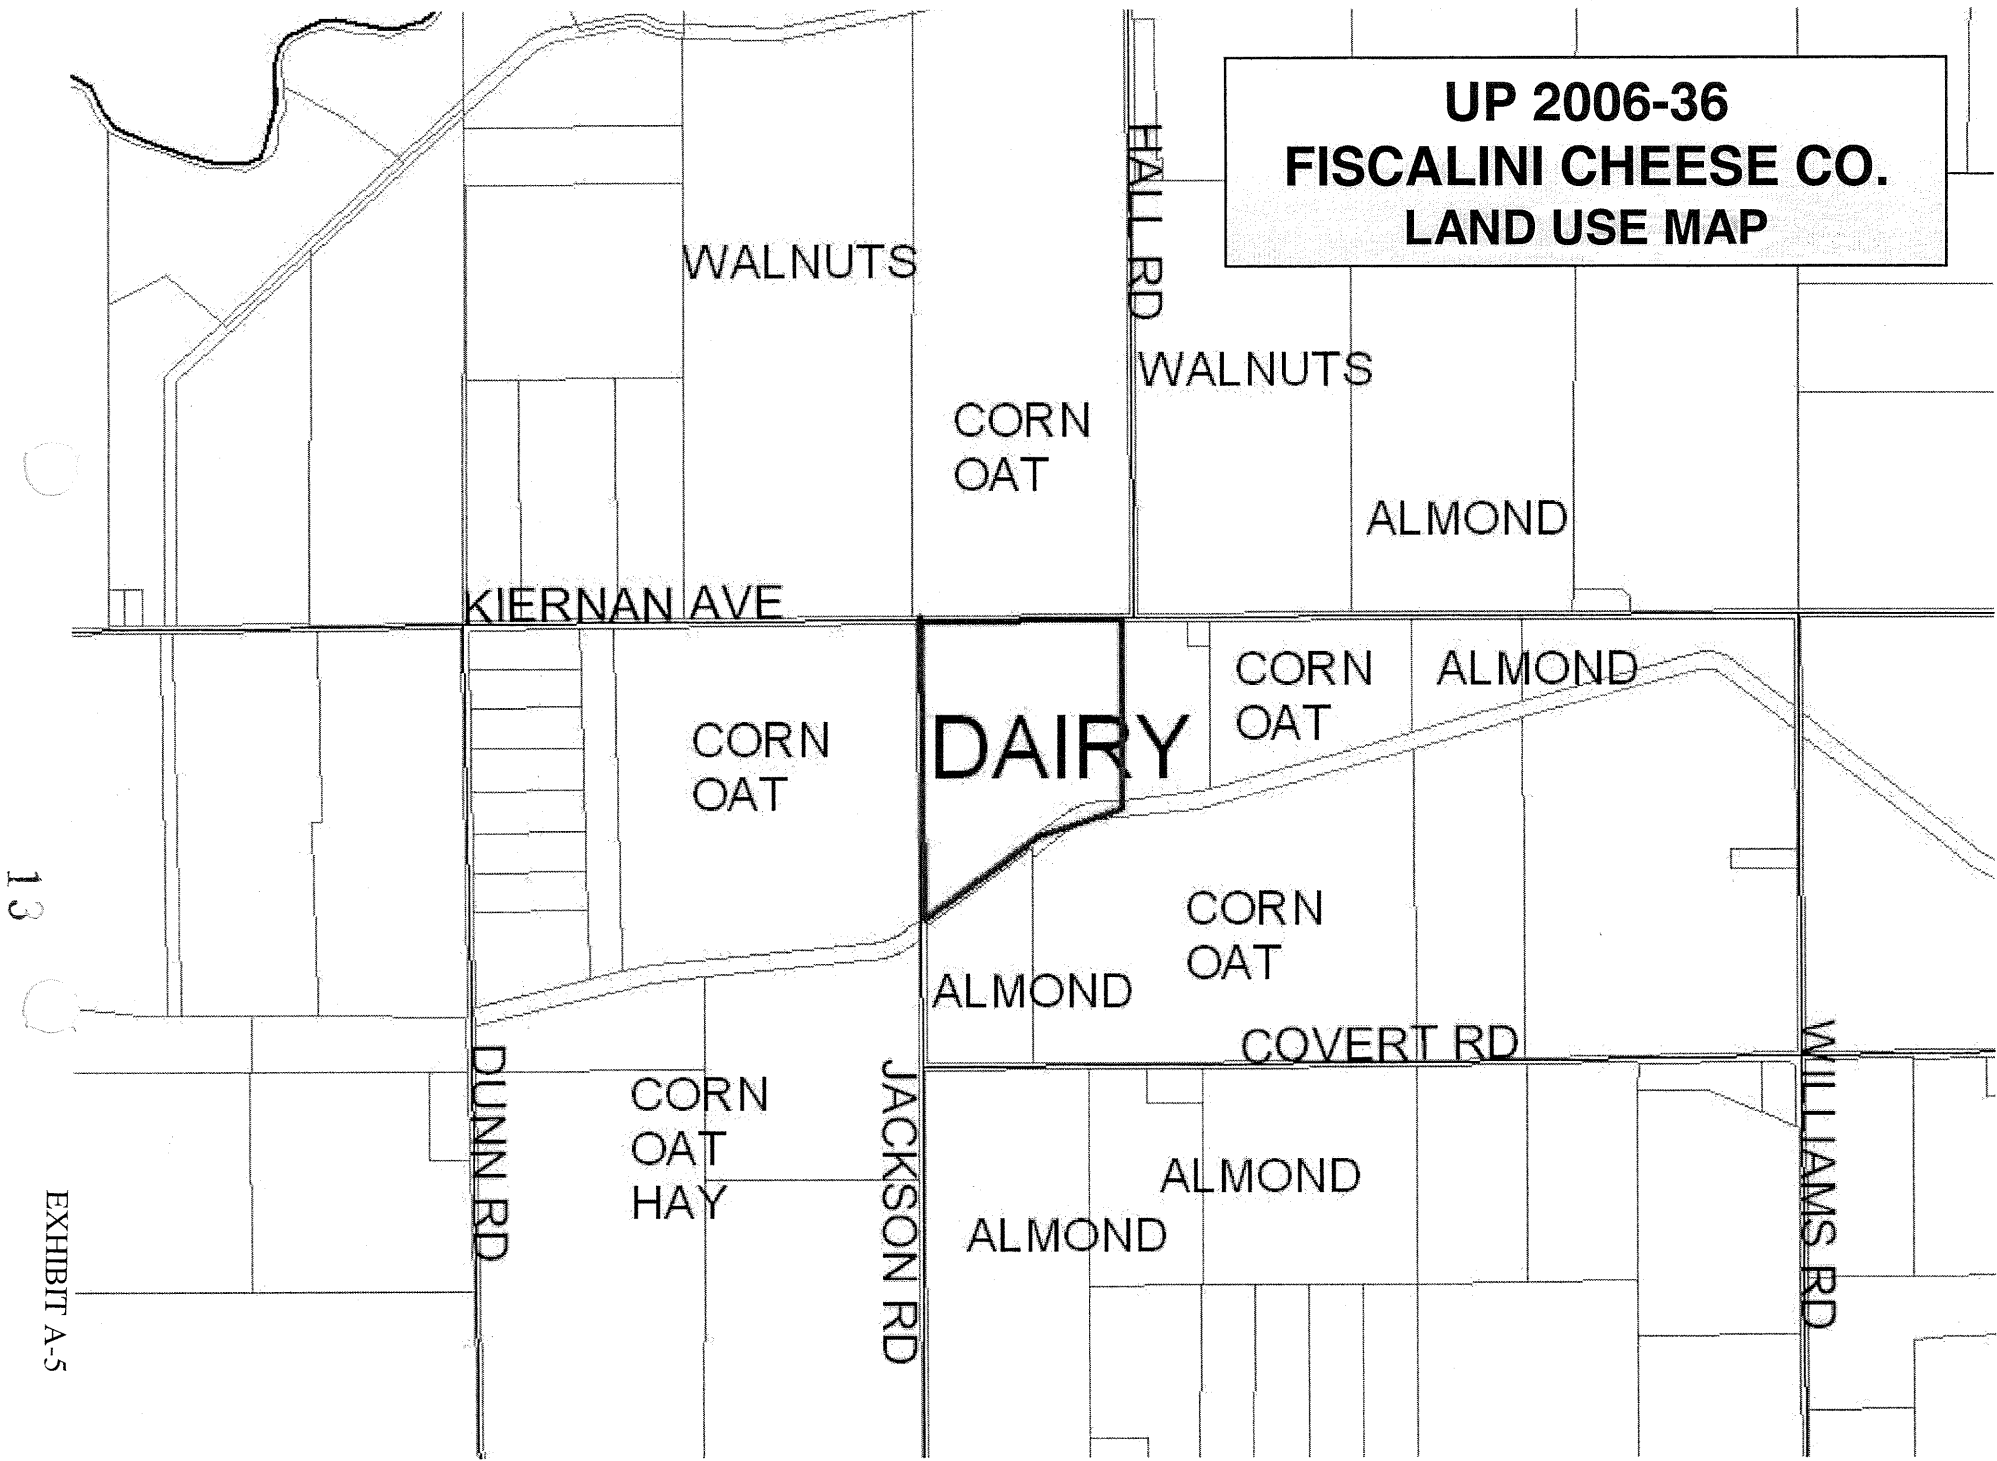 UP 2006-36
FISCALINI CHEESE CO.
LAND USE MAP
HALL RD
WALNUTS
WALNUTS
CORN
OAT
ALMOND
KIERNAN AVE
CORN
OAT
DAIRY
CORN
OAT
ALMOND
CORN
OAT
ALMOND
COVERT RD
DUNN RD
CORN
OAT
HAY
JACKSON RD
ALMOND
ALMOND
WILLIAMS RD
13
EXHIBIT A-5